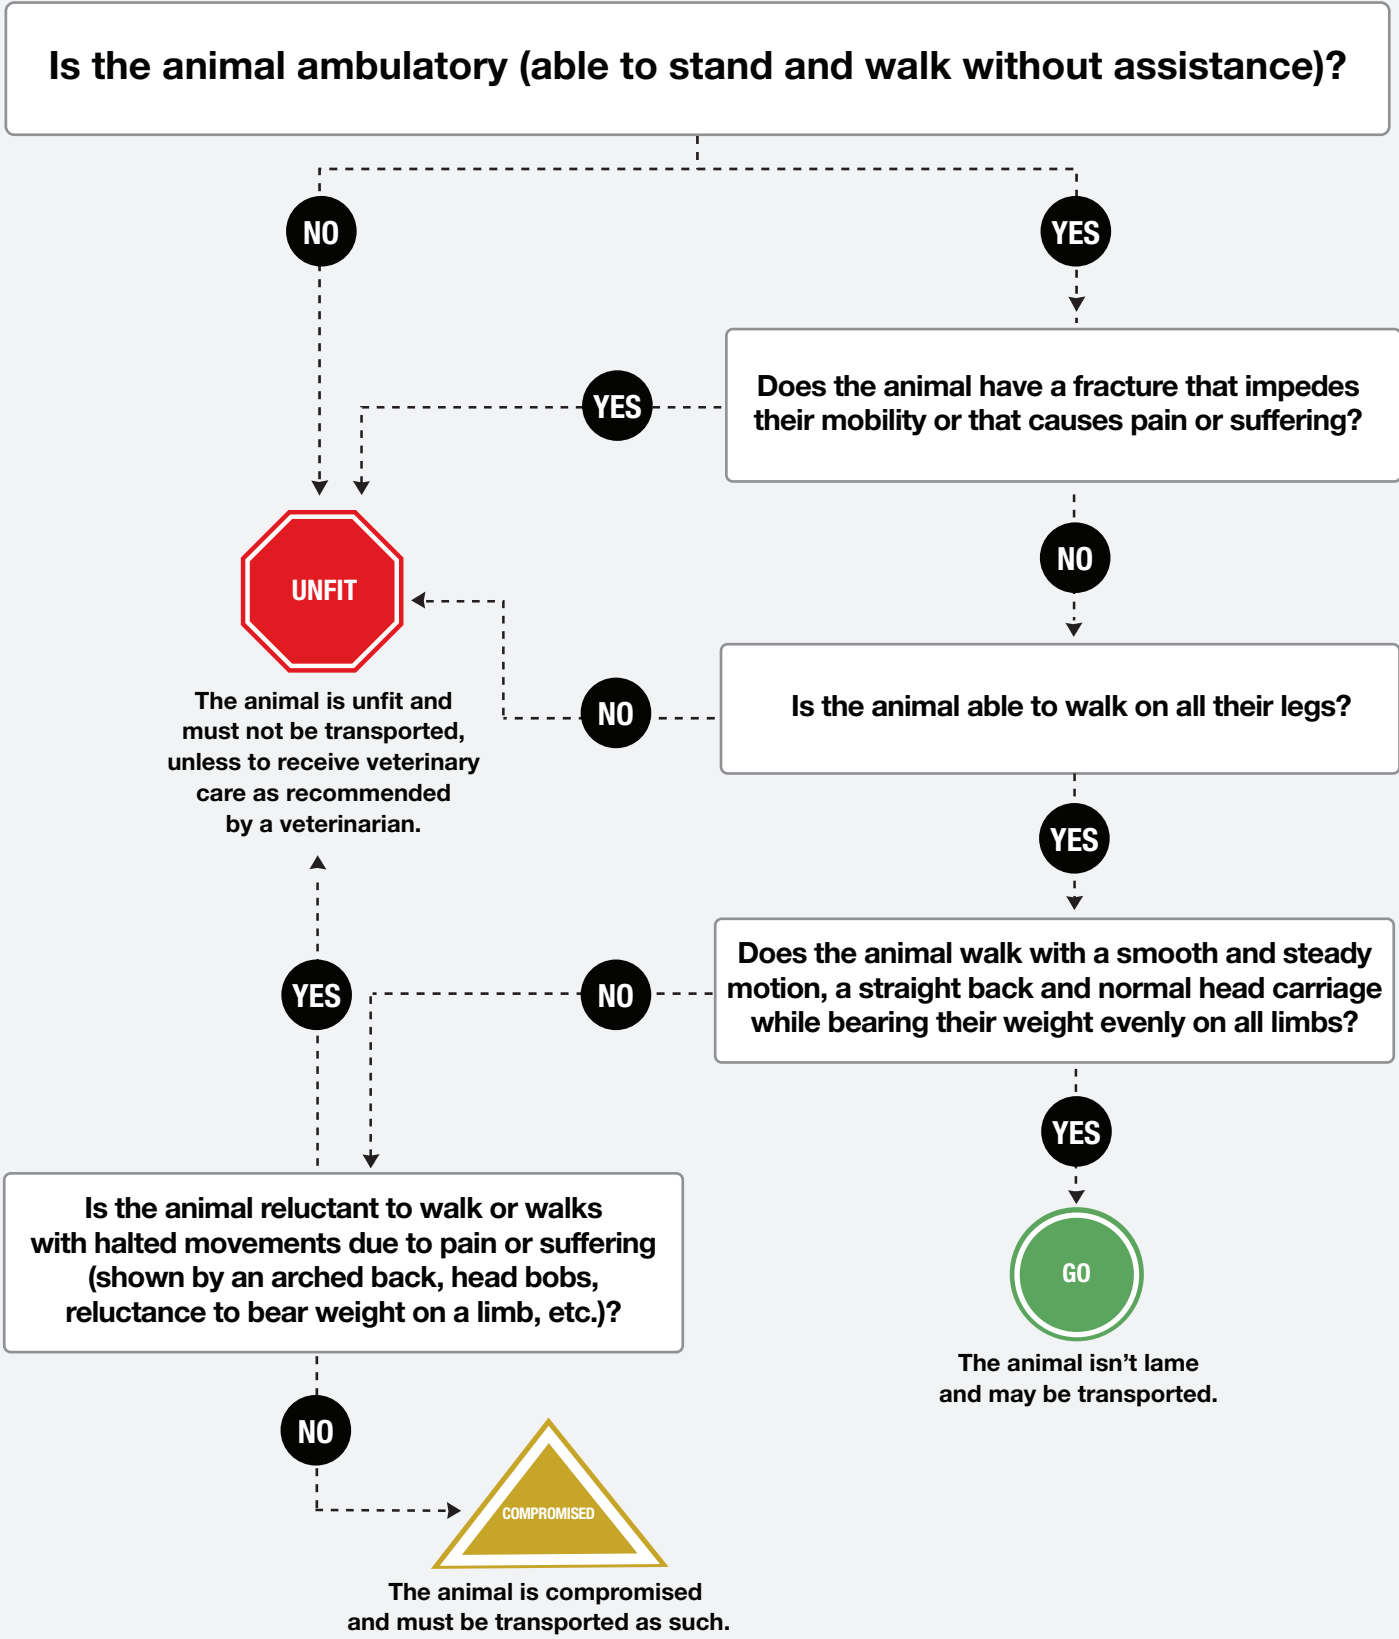 Is the animal ambulatory (able to stand and walk without assistance)?
NO
YES
Does the animal have a fracture that impedes
their mobility or that causes pain or suffering?
YES
NO
UNFIT
The animal is unfit and
must not be transported,
unless to receive veterinary
care as recommended
by a veterinarian.
Is the animal able to walk on all their legs?
NO
YES
Does the animal walk with a smooth and steady
motion, a straight back and normal head carriage
while bearing their weight evenly on all limbs?
NO
YES
YES
Is the animal reluctant to walk or walks
with halted movements due to pain or suffering
(shown by an arched back, head bobs,
reluctance to bear weight on a limb, etc.)?
GO
The animal isn't lame
and may be transported.
NO
COMPROMISED
The animal is compromised
and must be transported as such.